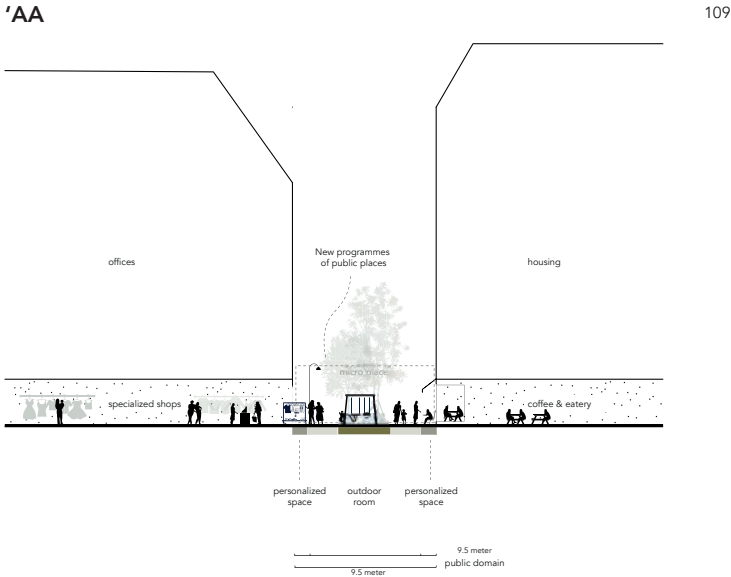 'AA
109
New programmes
of public places
offices
housing
micro place
specialized shops
coffee & eatery
personalized
space
outdoor
room
personalized
space
9.5 meter
public domain
9.5 meter